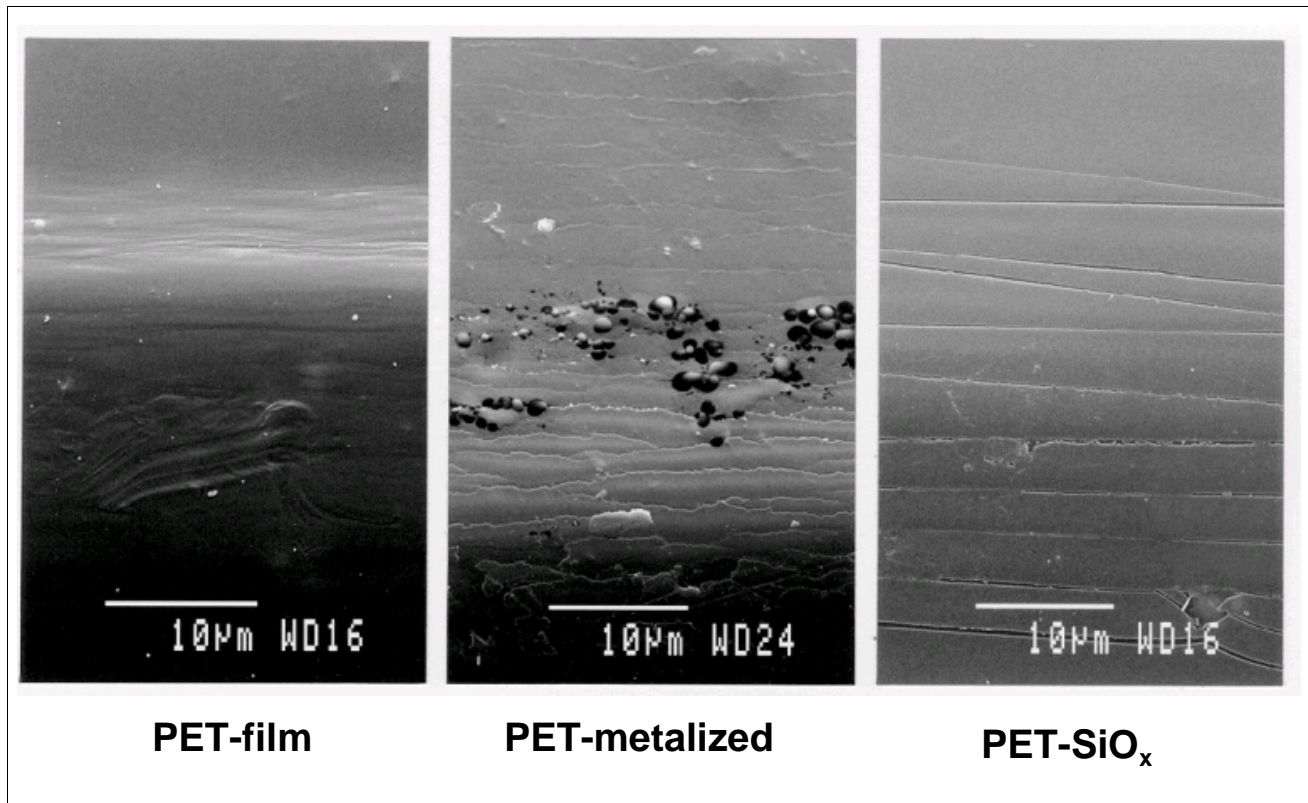 10µm WD16
10µm WD24
10µm WD16
PET-film
PET-metalized
PET-SiOₓ